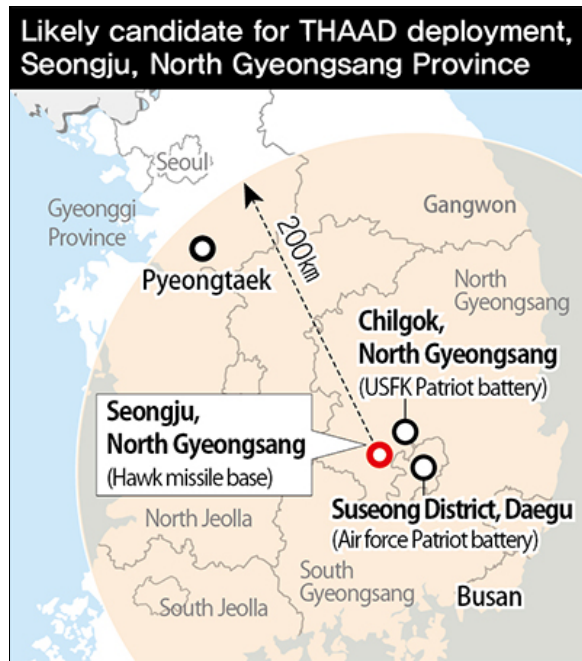 Likely candidate for THAAD deployment,
Seongju, North Gyeongsang Province
Seoul
Gyeonggi
Province
200km
Gangwon
Pyeongtaek
North
Gyeongsang
Chilgok,
North Gyeongsang
(USFK Patriot battery)
Seongju,
North Gyeongsang
(Hawk missile base)
Suseong District, Daegu
(Air force Patriot battery)
North Jeolla
South
Gyeongsang
Busan
South Jeolla